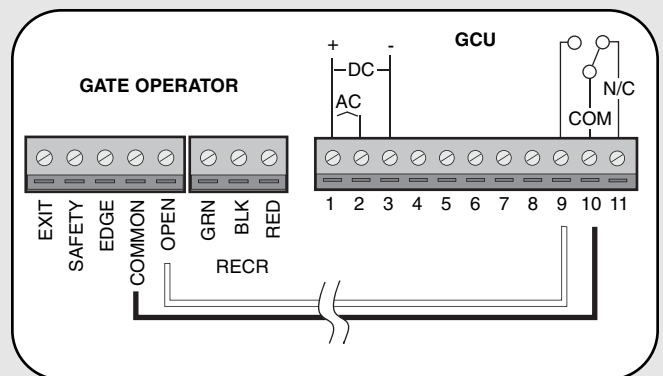 GATE OPERATOR
EXIT
SAFETY
EDGE
COMMON
OPEN
GRN
BLK
RED
RECR
GCU
+ -
DC
AC
N/C
COM
1 2 3 4 5 6 7 8 9 10 11